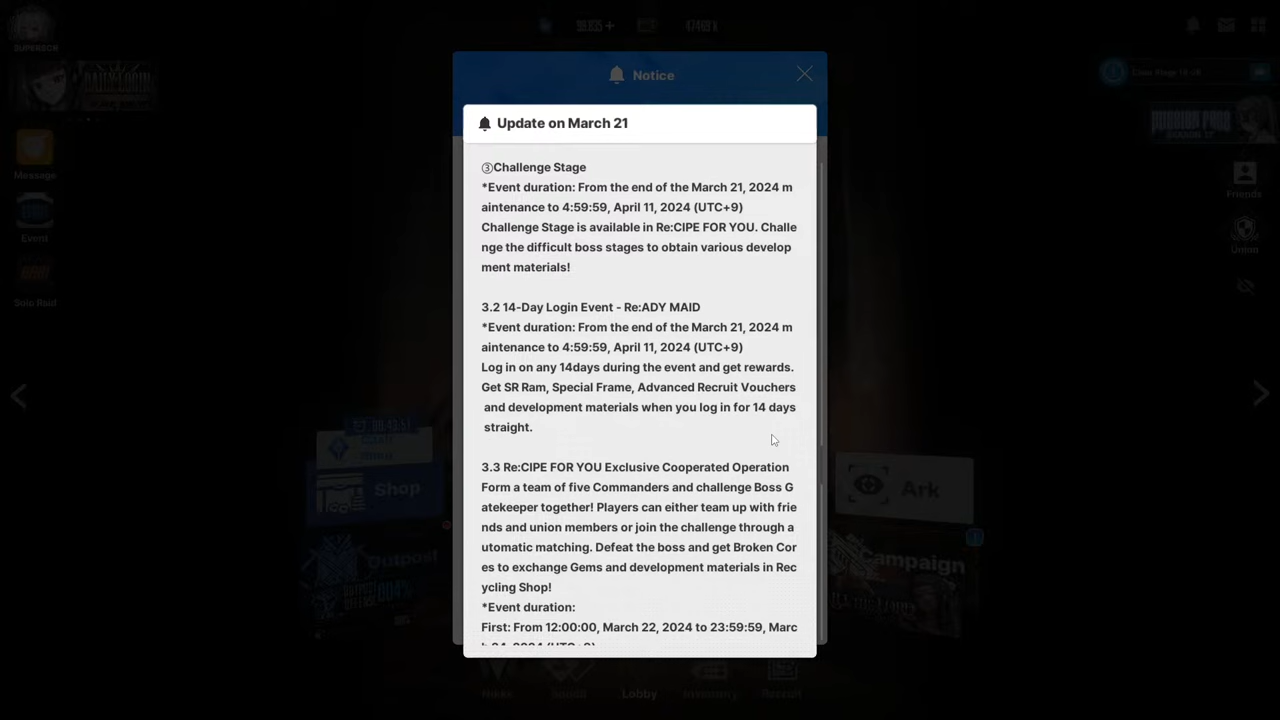 SUPERSCR
DAILY LOGIN
Message
Event
Solo Raid
Notice
Update on March 21
③Challenge Stage
*Event duration: From the end of the March 21, 2024 m
aintenance to 4:59:59, April 11, 2024 (UTC+9)
Challenge Stage is available in Re:CIPE FOR YOU. Challe
nge the difficult boss stages to obtain various develop
ment materials!
3.2 14-Day Login Event - Re:ADY MAID
*Event duration: From the end of the March 21, 2024 m
aintenance to 4:59:59, April 11, 2024 (UTC+9)
Log in on any 14days during the event and get rewards.
Get SR Ram, Special Frame, Advanced Recruit Vouchers
and development materials when you log in for 14 days
straight.
3.3 Re:CIPE FOR YOU Exclusive Cooperated Operation
Form a team of five Commanders and challenge Boss G
atekeeper together! Players can either team up with frie
nds and union members or join the challenge through a
utomatic matching. Defeat the boss and get Broken Cor
es to exchange Gems and development materials in Rec
ycling Shop!
*Event duration:
First: From 12:00:00, March 22, 2024 to 23:59:59, Marc
MISSION PASS
Friends
Union
Shop
Ark
Outpost
Campaign
Nikke
Squads
Lobby
Inventory
Recruit